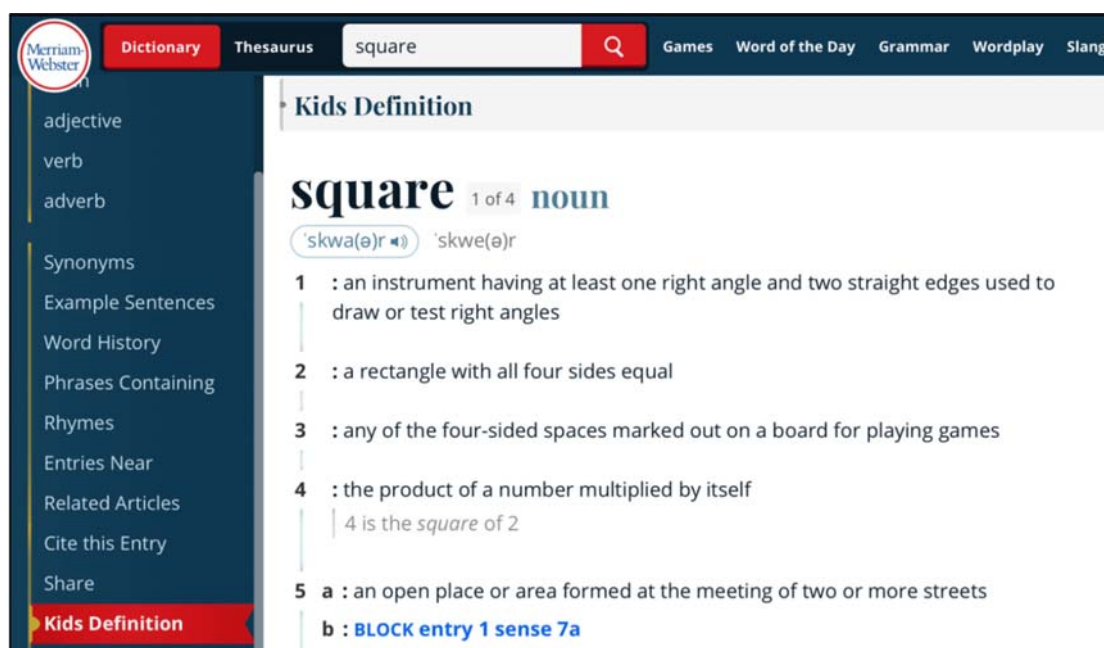 Merriam-
Webster
Dictionary
Thesaurus
square
Games
Word of the Day
Grammar
Wordplay
Slang
adjective
verb
adverb
Synonyms
Example Sentences
Word History
Phrases Containing
Rhymes
Entries Near
Related Articles
Cite this Entry
Share
Kids Definition
Kids Definition
square 1 of 4 noun
ˈskwa(ə)r ˈskwe(ə)r
1 : an instrument having at least one right angle and two straight edges used to
draw or test right angles
2 : a rectangle with all four sides equal
3 : any of the four-sided spaces marked out on a board for playing games
4 : the product of a number multiplied by itself
4 is the square of 2
5 a : an open place or area formed at the meeting of two or more streets
b : BLOCK entry 1 sense 7a